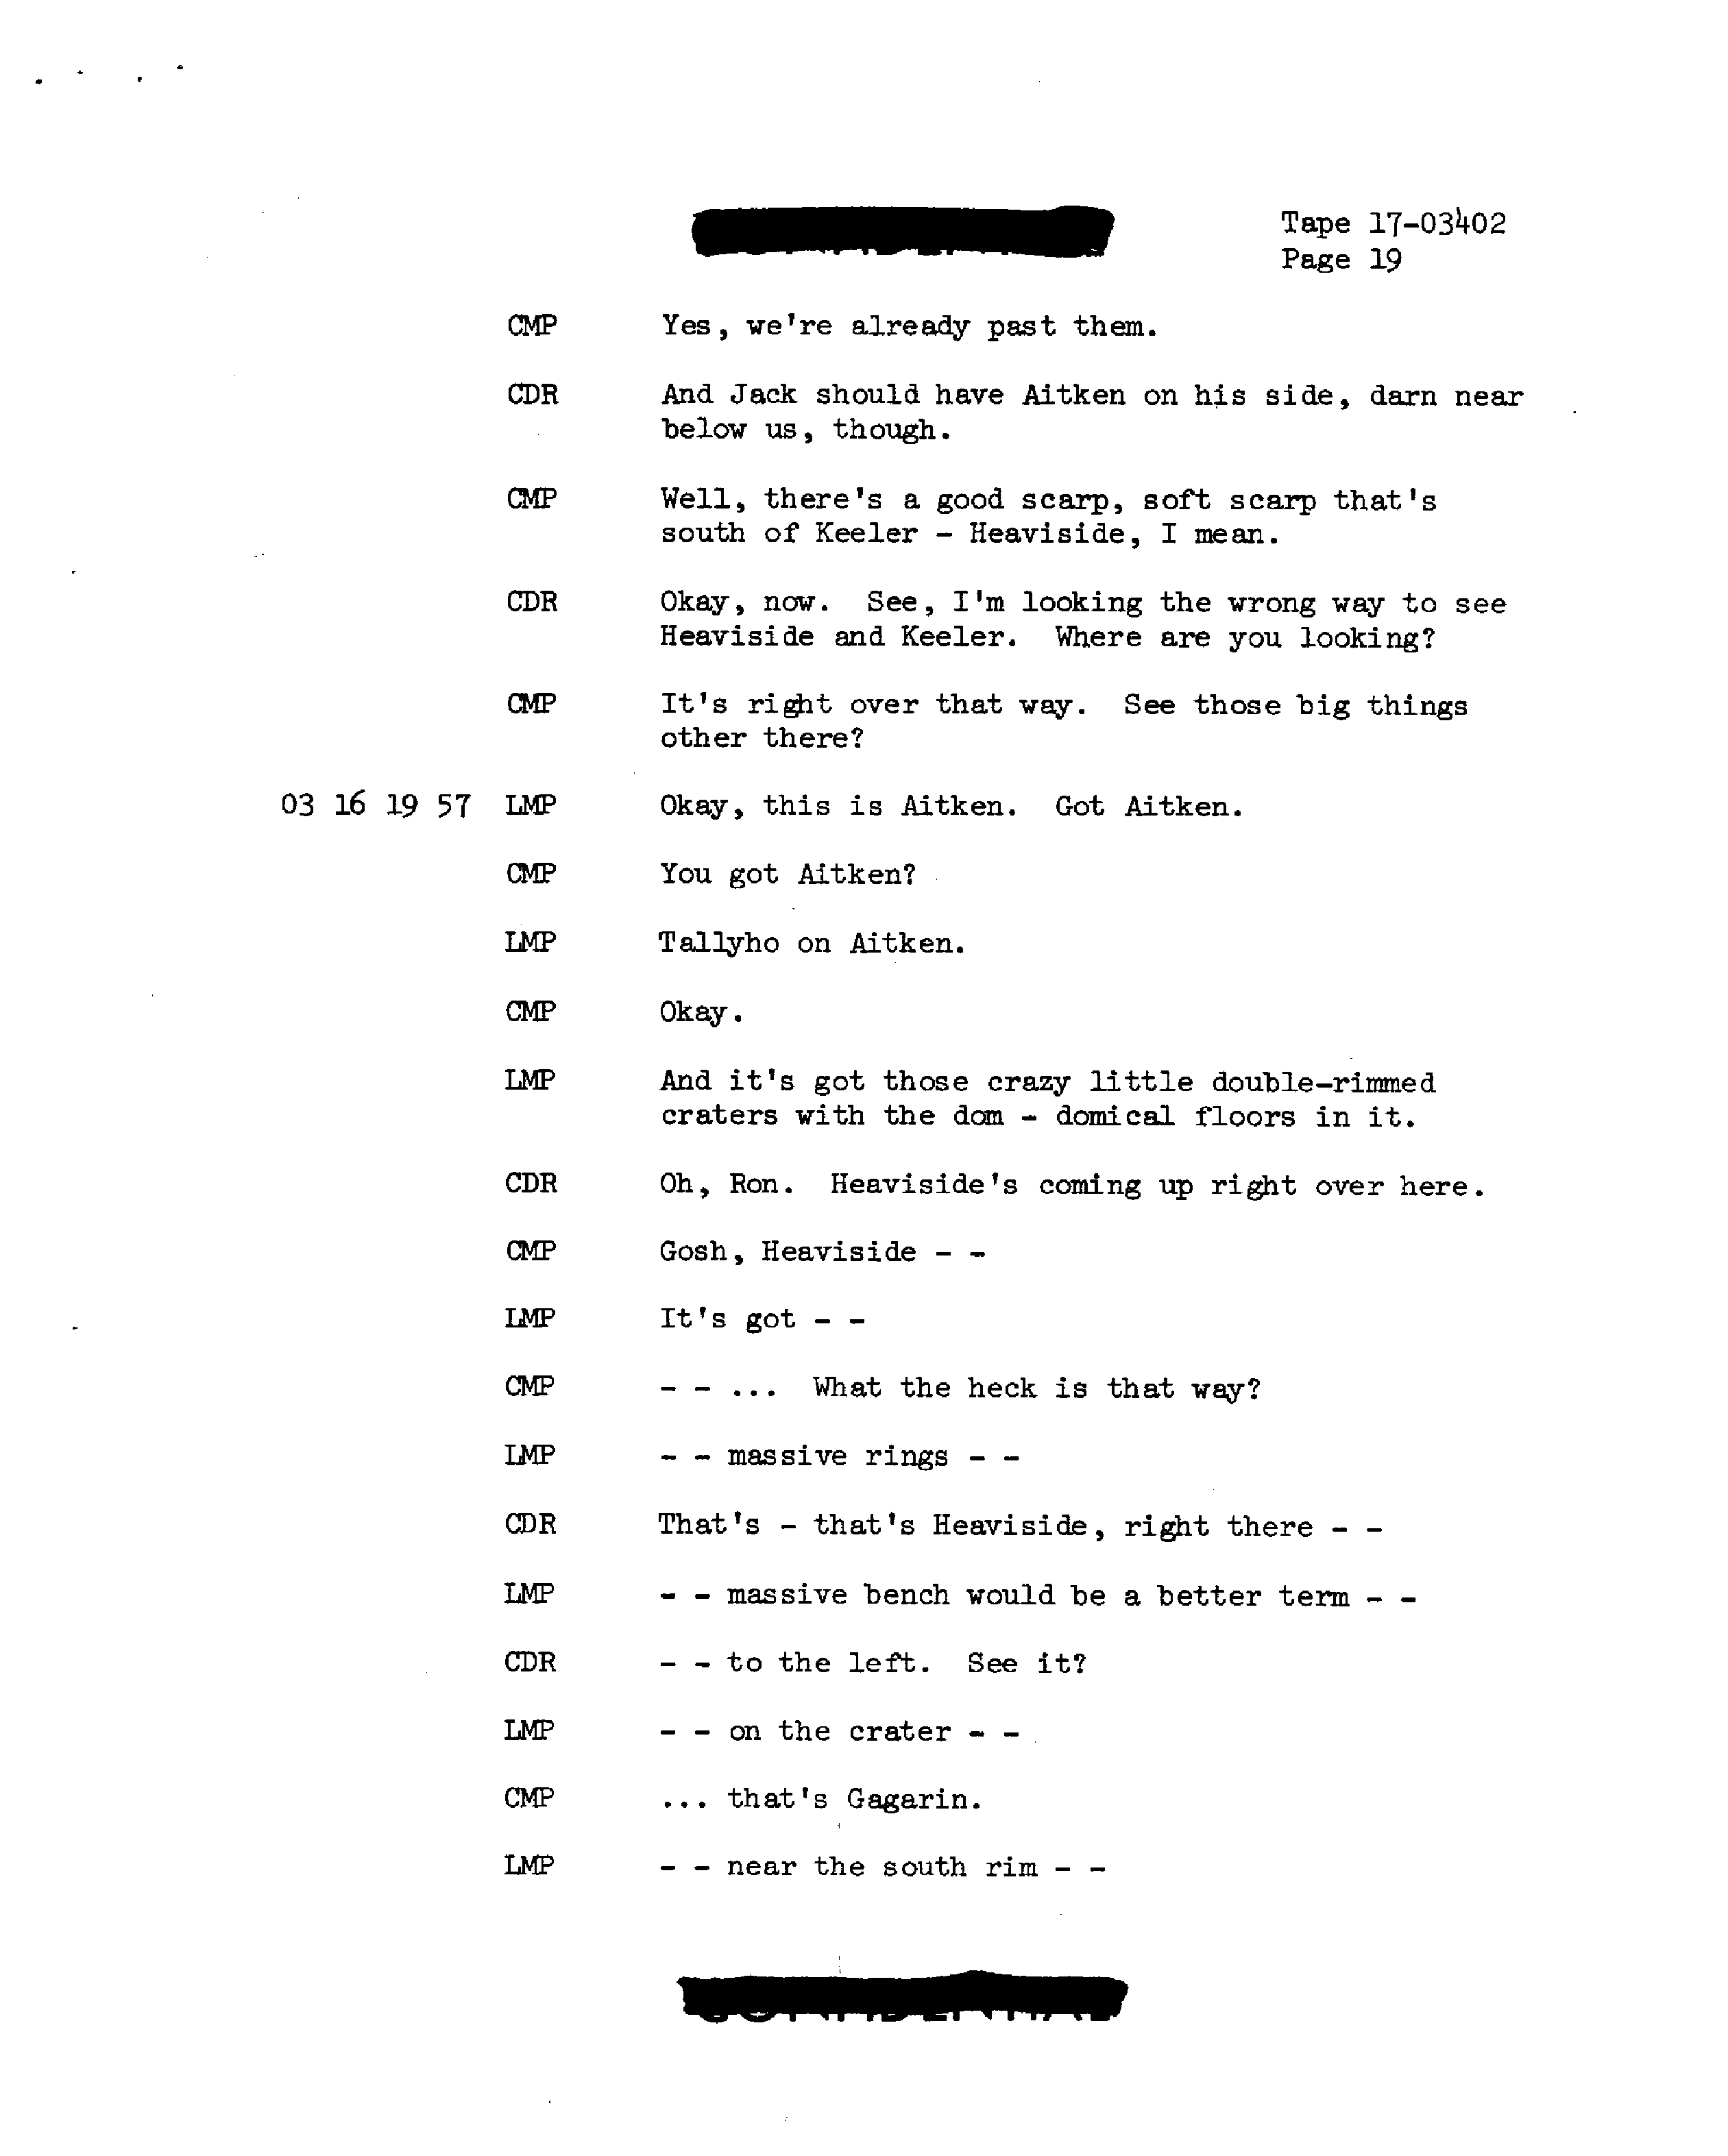 Tape 17-03402
Page 19
CMP Yes, we're already past them.
CDR And Jack should have Aitken on his side, darn near
below us, though.
CMP Well, there's a good scarp, soft scarp that's
south of Keeler - Heaviside, I mean.
CDR Okay, now. See, I'm looking the wrong way to see
Heaviside and Keeler. Where are you looking?
CMP It's right over that way. See those big things
other there?
03 16 19 57 LMP Okay, this is Aitken. Got Aitken.
CMP You got Aitken?
LMP Tallyho on Aitken.
CMP Okay.
LMP And it's got those crazy little double-rimmed
craters with the dom - domical floors in it.
CDR Oh, Ron. Heaviside's coming up right over here.
CMP Gosh, Heaviside - -
LMP It's got - -
CMP - - ... What the heck is that way?
LMP - - massive rings - -
CDR That's - that's Heaviside, right there - -
LMP - - massive bench would be a better term - -
CDR - - to the left. See it?
LMP - - on the crater - -
CMP ... that's Gagarin.
LMP - - near the south rim - -